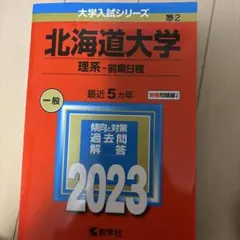 大学入試シリーズ
2
北海道大学
理系-前期日程
最近5カ年
一般
傾向と対策
過去問
解答
2023
教学社